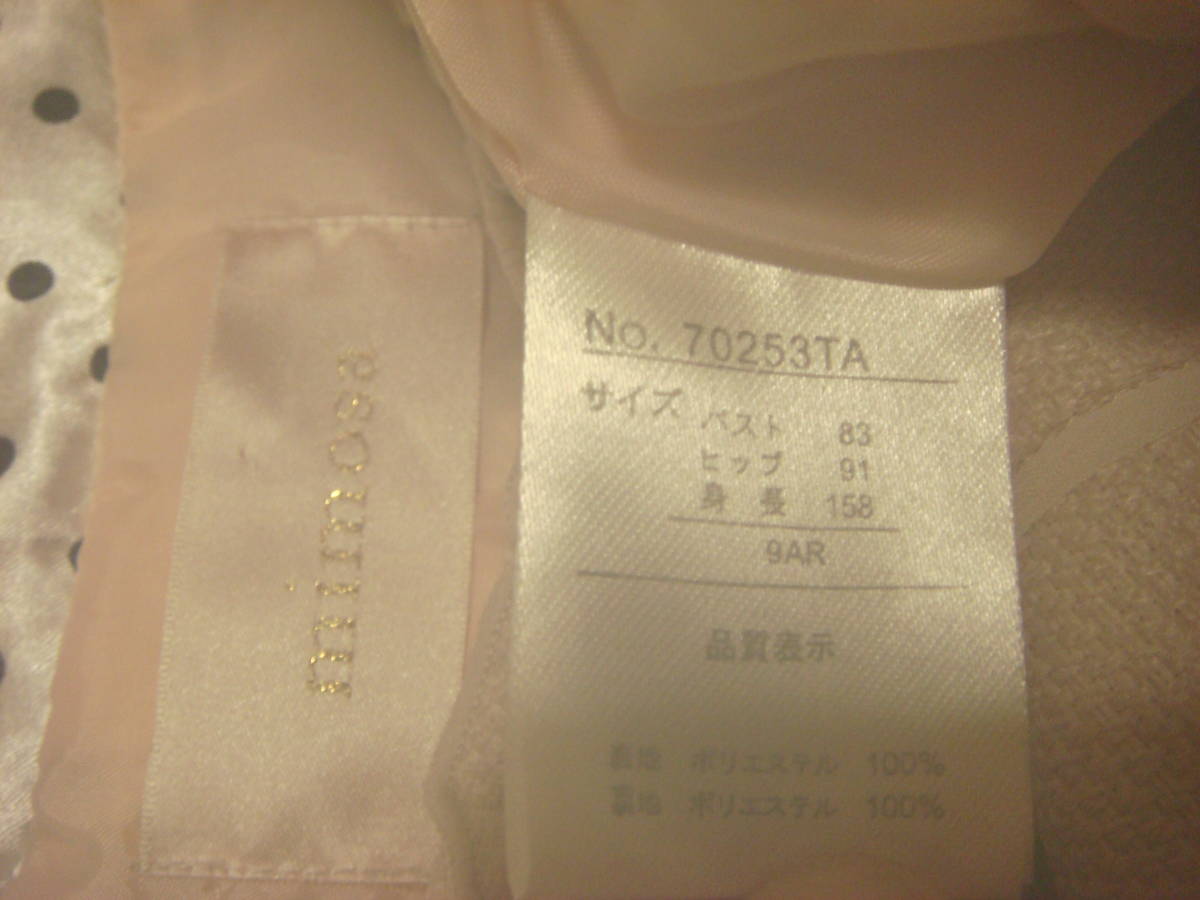 mimosa
No. 70253TA
サイズ バスト 83
ヒップ 91
身長 158
9AR
品質表示
表地 ポリエステル 100%
裏地 ポリエステル 100%